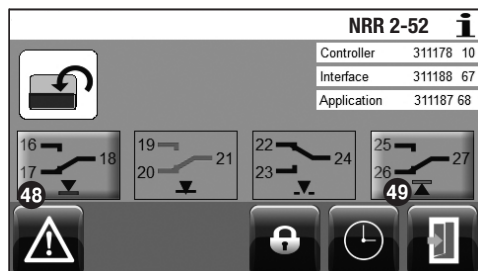 NRR 2-52 i
Controller 311178 10
Interface 311188 67
Application 311187 68
16 17 18
19 20 21
22 23 24
25 26 27
48 49